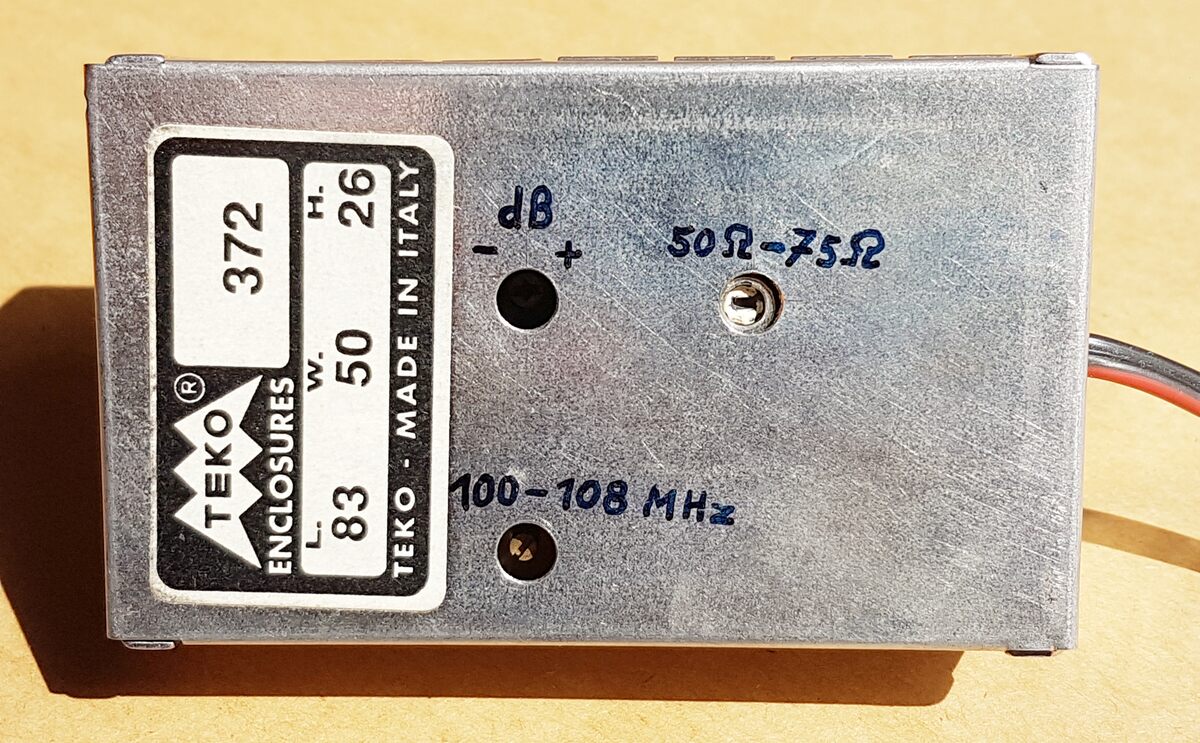 TEKO ®
ENCLOSURES
372
L. W. H.
83 50 26
TEKO - MADE IN ITALY
dB
- +
50Ω-75Ω
100-108 MHz